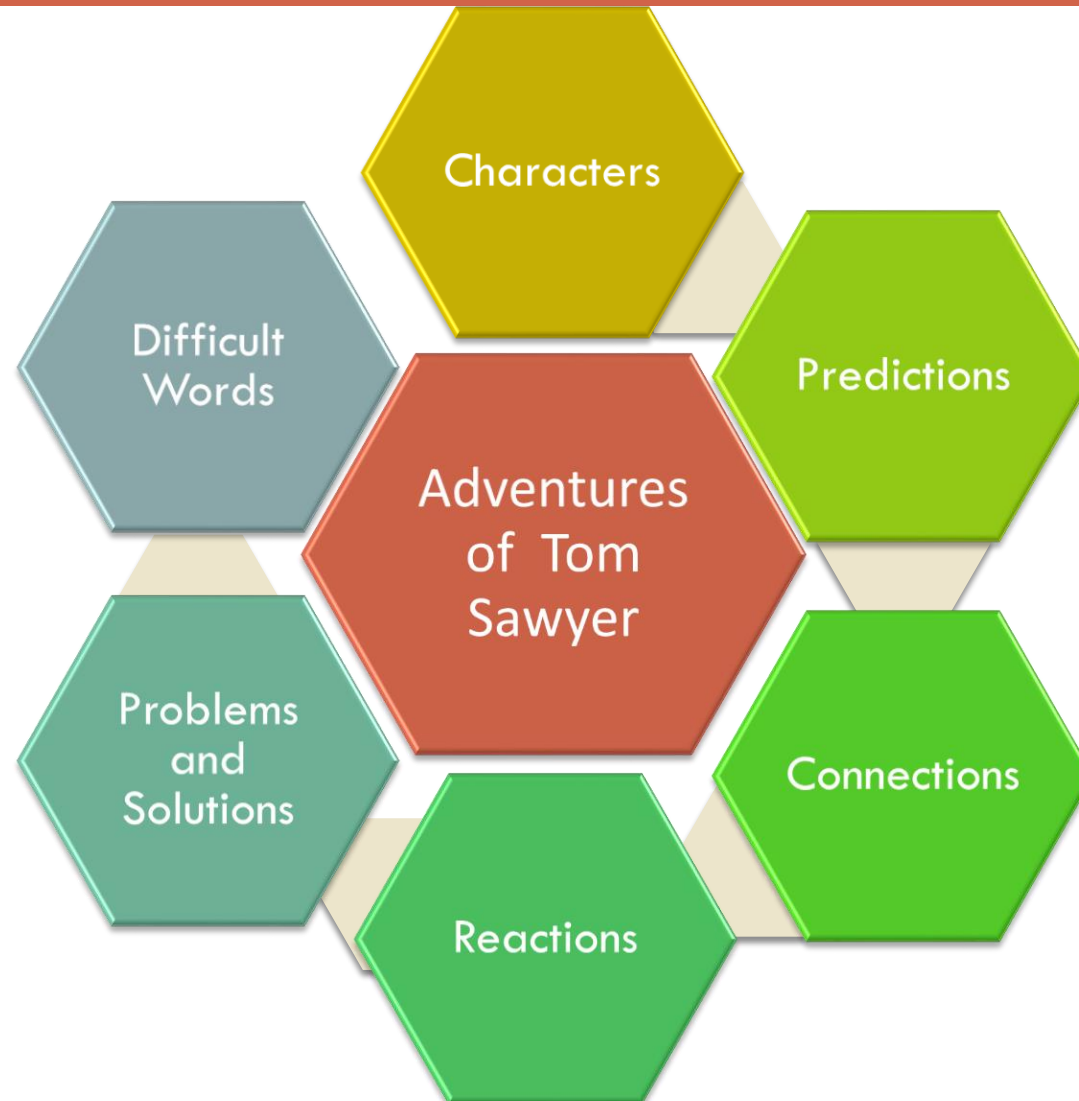 Characters
Predictions
Connections
Reactions
Problems
and
Solutions
Difficult
Words
Adventures
of Tom
Sawyer